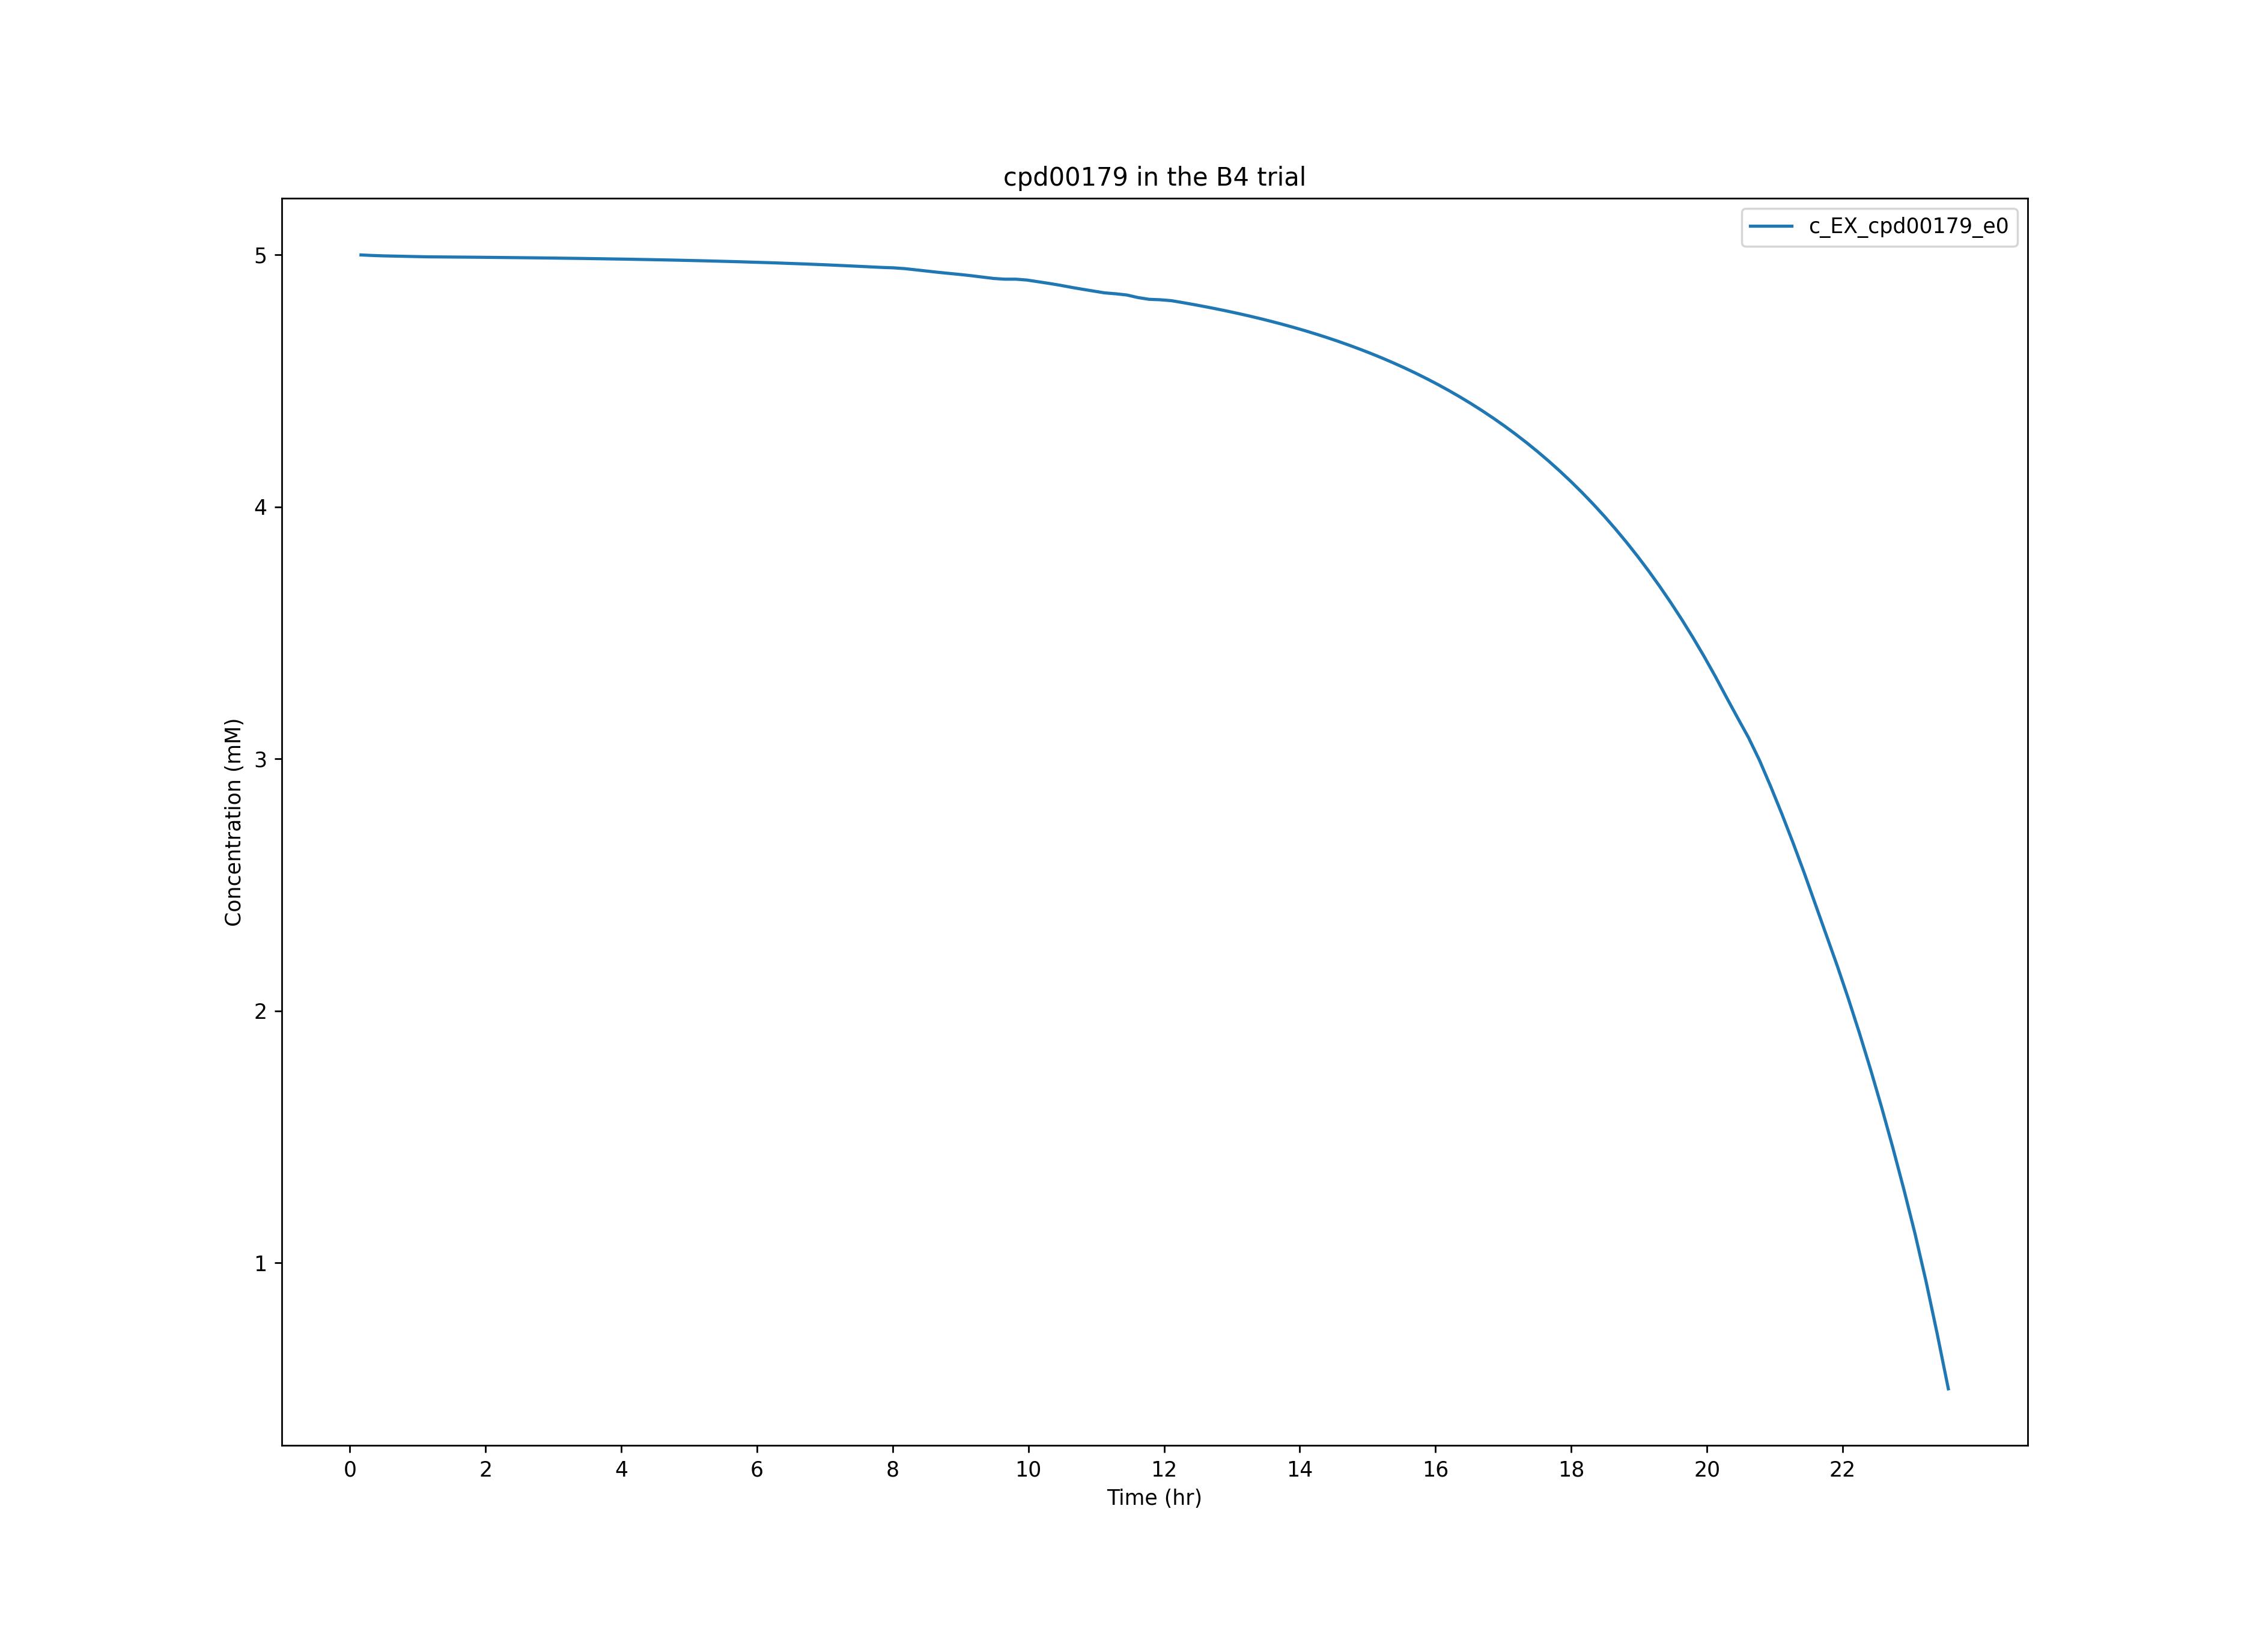 cpd00179 in the B4 trial
c_EX_cpd00179_e0
5
4
3
2
1
Concentration (mM)
0 2 4 6 8 10 12 14 16 18 20 22
Time (hr)